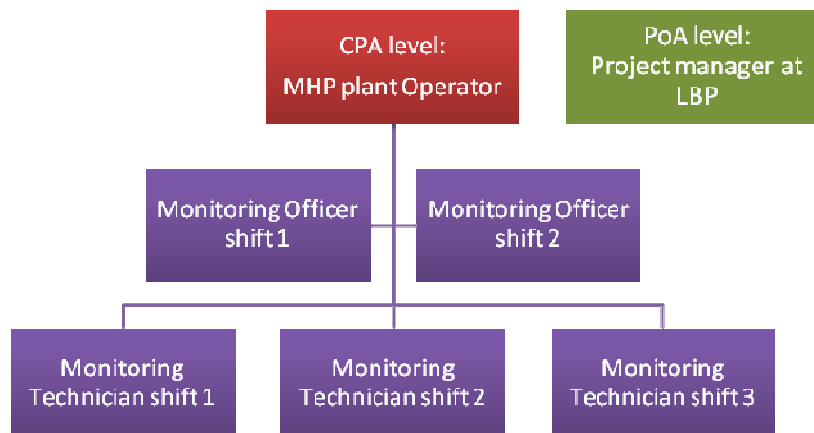 CPA level:
MHP plant Operator
PoA level:
Project manager at
LBP
Monitoring Officer
shift 1
Monitoring Officer
shift 2
Monitoring
Technician shift 1
Monitoring
Technician shift 2
Monitoring
Technician shift 3